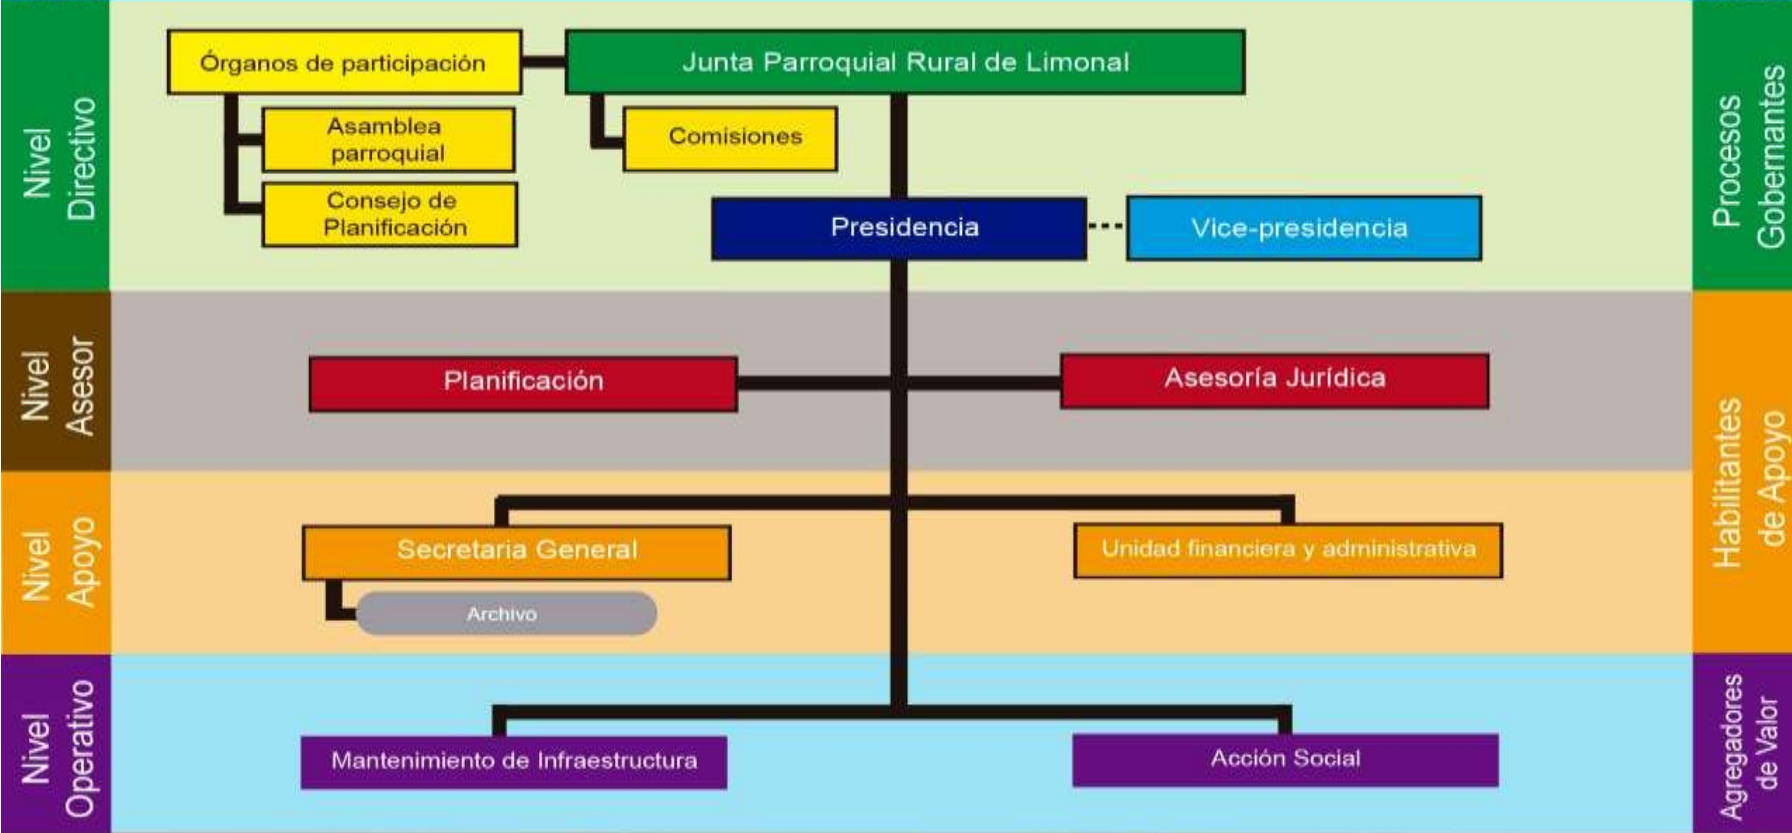 Nivel
Directivo
Órganos de participación
Junta Parroquial Rural de Limonal
Asamblea
parroquial
Comisiones
Consejo de
Planificación
Presidencia
Vice-presidencia
Procesos
Gobernantes
Nivel
Asesor
Planificación
Asesoría Jurídica
Habilitantes
de Apoyo
Nivel
Apoyo
Secretaria General
Unidad financiera y administrativa
Archivo
Nivel
Operativo
Mantenimiento de Infraestructura
Acción Social
Agregadores
de Valor